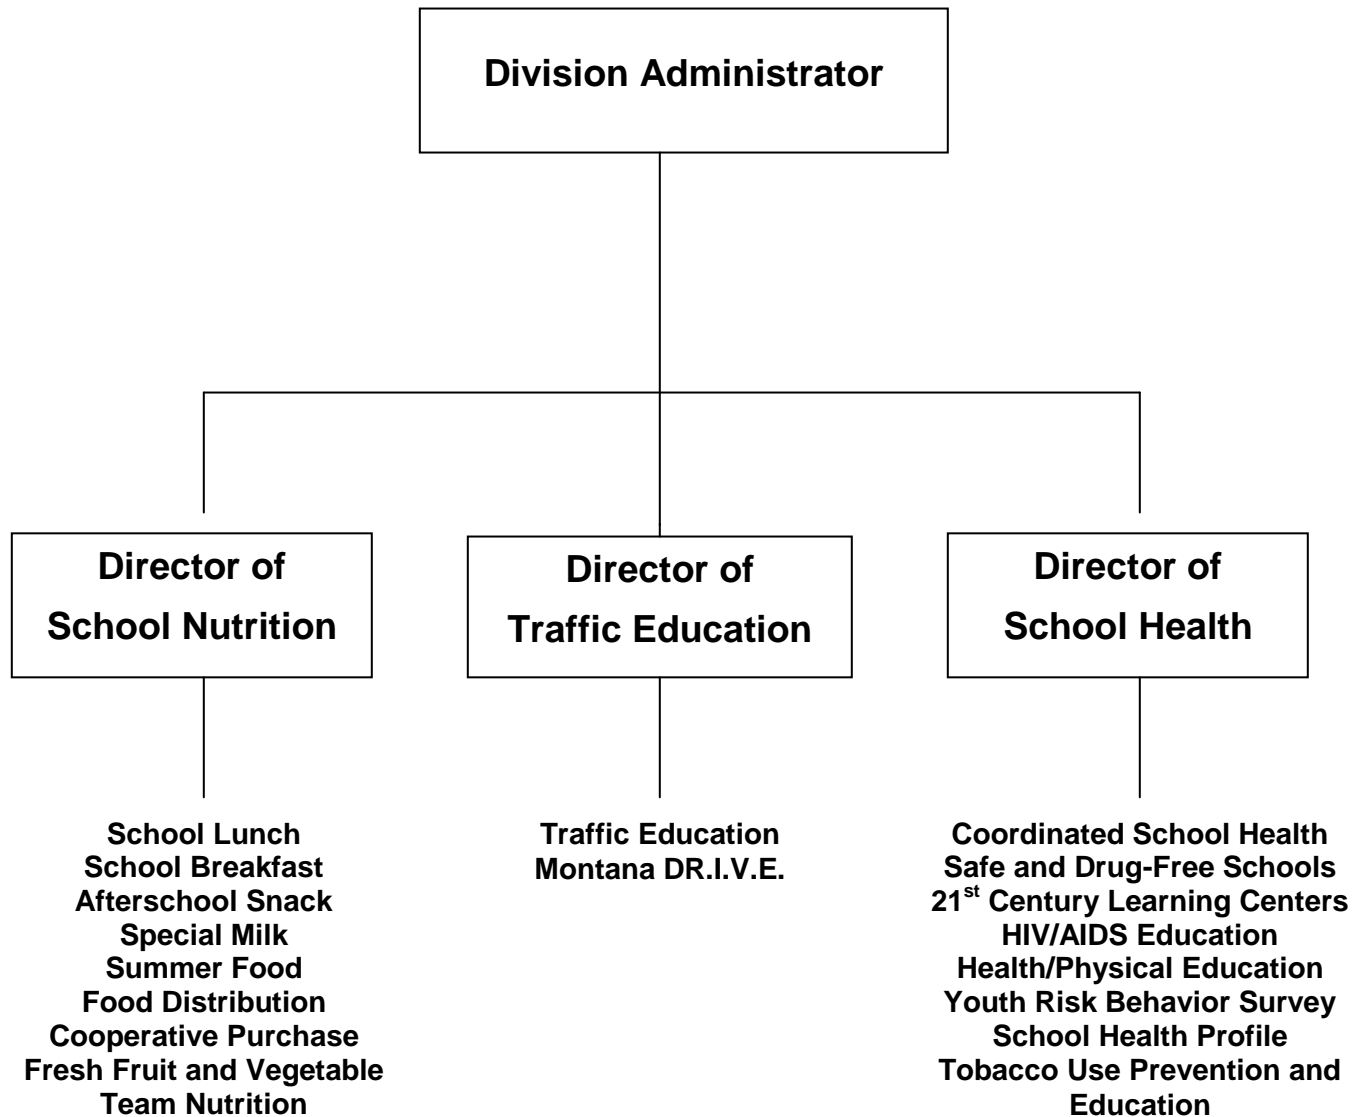 Division Administrator
Director of
School Nutrition
Director of
Traffic Education
Director of
School Health
School Lunch
School Breakfast
Afterschool Snack
Special Milk
Summer Food
Food Distribution
Cooperative Purchase
Fresh Fruit and Vegetable
Team Nutrition
Traffic Education
Montana DR.I.V.E.
Coordinated School Health
Safe and Drug-Free Schools
21st Century Learning Centers
HIV/AIDS Education
Health/Physical Education
Youth Risk Behavior Survey
School Health Profile
Tobacco Use Prevention and
Education